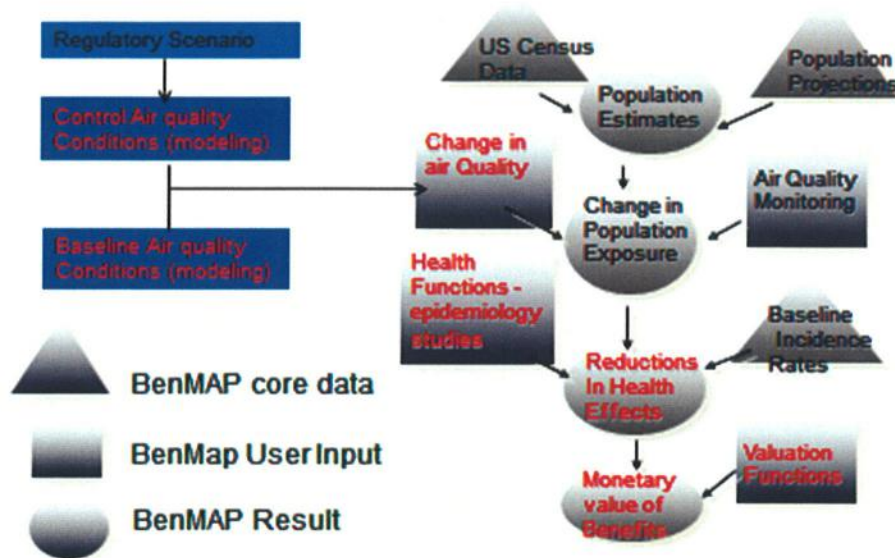 Regulatory Scenario
Control Air quality
Conditions (modeling)
Baseline Air quality
Conditions (modeling)
US Census
Data
Population
Projections
Population
Estimates
Change in
air Quality
Air Quality
Monitoring
Change in
Population
Exposure
Health
Functions -
epidemiology
studies
Baseline
Incidence
Rates
Reductions
In Health
Effects
Valuation
Functions
Monetary
value of
Benefits
BenMAP core data
BenMap User Input
BenMAP Result